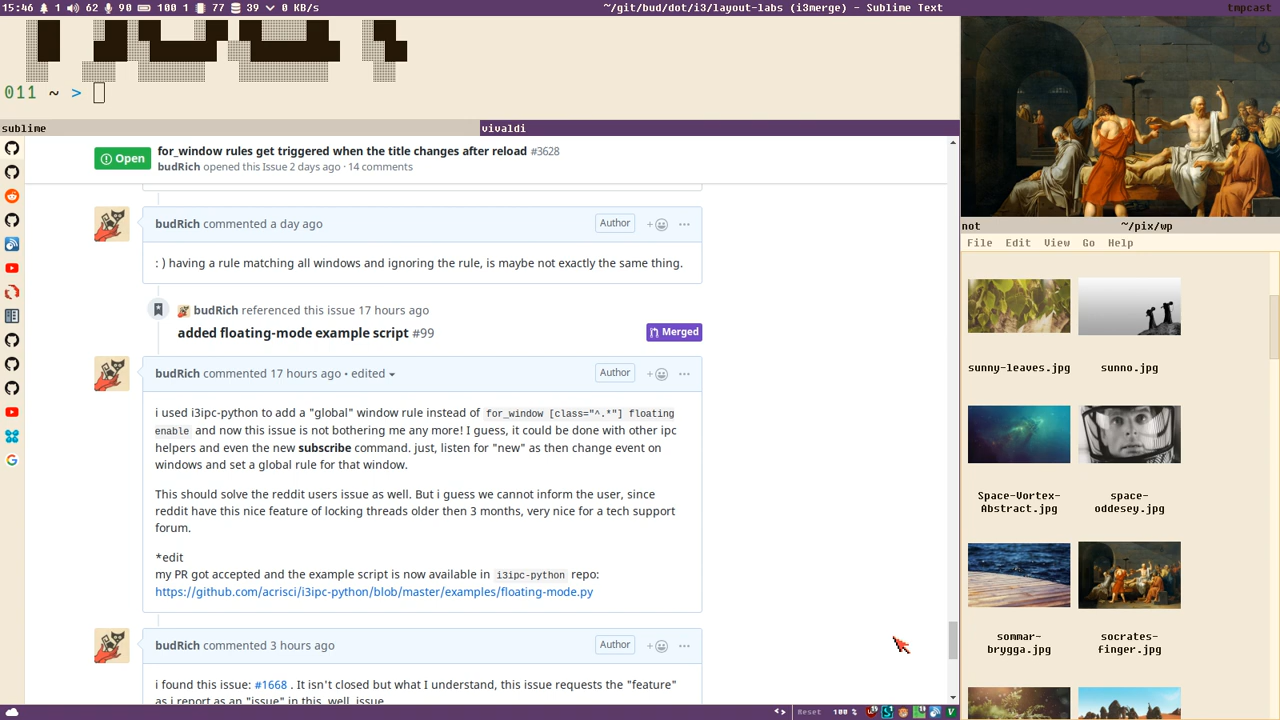 15:46 1 62 90 100 1 77 39 0 KB/s
~/git/bud/dot/i3/layout-labs (i3merge) - Sublime Text
tmpcast
011 ~ >
sublime
vivaldi
Open
for_window rules get triggered when the title changes after reload #3628
budRich opened this Issue 2 days ago · 14 comments
budRich commented a day ago
Author
: ) having a rule matching all windows and ignoring the rule, is maybe not exactly the same thing.
budRich referenced this issue 17 hours ago
added floating-mode example script #99
Merged
budRich commented 17 hours ago • edited
Author
i used i3ipc-python to add a "global" window rule instead of for_window [class="^.*"] floating
enable and now this issue is not bothering me any more! I guess, it could be done with other ipc
helpers and even the new subscribe command. just, listen for "new" as then change event on
windows and set a global rule for that window.
This should solve the reddit users issue as well. But i guess we cannot inform the user, since
reddit have this nice feature of locking threads older then 3 months, very nice for a tech support
forum.
*edit
my PR got accepted and the example script is now available in i3ipc-python repo:
https://github.com/acrisci/i3ipc-python/blob/master/examples/floating-mode.py
budRich commented 3 hours ago
Author
i found this issue: #1668 . It isn't closed but what I understand, this issue requests the "feature"
as i report as an "issue" in this, well, issue
Reset 100 %
not
~/pix/wp
File Edit View Go Help
sunny-leaves.jpg
sunno.jpg
Space-Vortex-
Abstract.jpg
space-
oddesey.jpg
sommar-
brygga.jpg
socrates-
finger.jpg